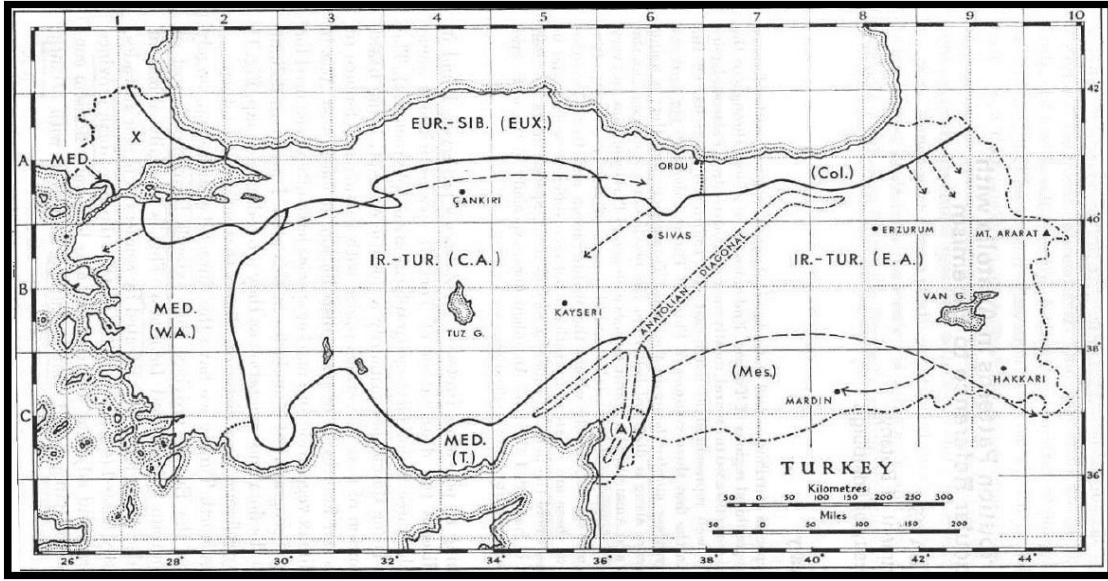 1 2 3 4 5 6 7 8 9 10
42°
X
EUR.-SIB. (EUX.)
A
MED.
ORDU
(Col.)
ÇANKIRI
40°
SIVAS
ERZURUM
MT. ARARAT
IR.-TUR. (C.A.)
ANATOLIAN DIAGONAL
IR.-TUR. (E.A.)
B
MED.
(W.A.)
TUZ G.
KAYSERI
VAN G.
38°
(Mes.)
HAKKARI
MARDIN
C
MED.
(T.)
(A)
36°
TURKEY
Kilometres
50 0 50 100 150 200 250 300
Miles
50 0 50 100 150 200
26° 28° 30° 32° 34° 36° 38° 40° 42° 44°